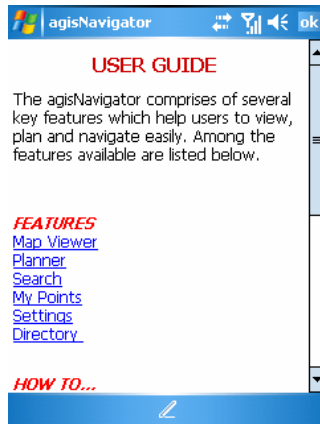 agisNavigator
ok
USER GUIDE
The agisNavigator comprises of several
key features which help users to view,
plan and navigate easily. Among the
features available are listed below.
FEATURES
Map Viewer
Planner
Search
My Points
Settings
Directory
HOW TO...